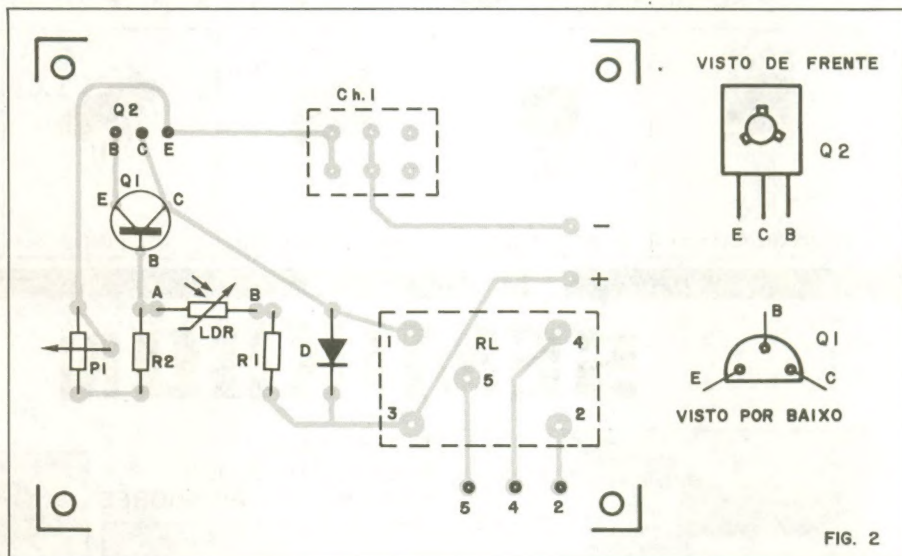 VISTO DE FRENTE
Ch.1
Q2
B C E
Q2
E Q1 C
B
E C B
−
+
A B
LDR
P1 R2 R1 D
1 RL 4
5
3 2
B
Q1
E C
VISTO POR BAIXO
5 4 2
FIG. 2